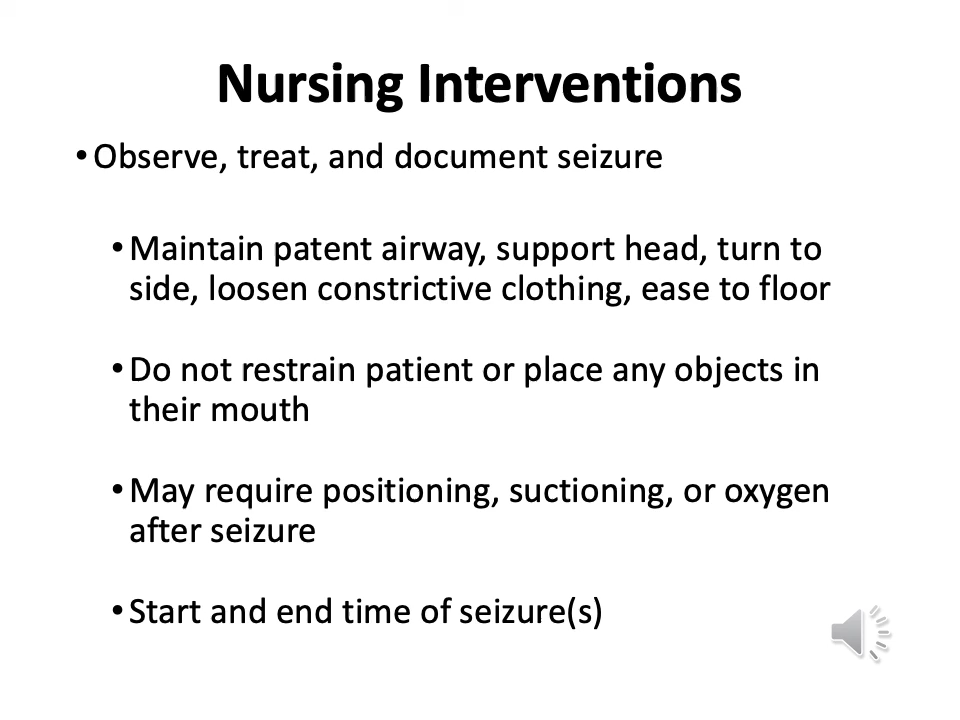 Nursing Interventions
• Observe, treat, and document seizure
• Maintain patent airway, support head, turn to
side, loosen constrictive clothing, ease to floor
• Do not restrain patient or place any objects in
their mouth
• May require positioning, suctioning, or oxygen
after seizure
• Start and end time of seizure(s)